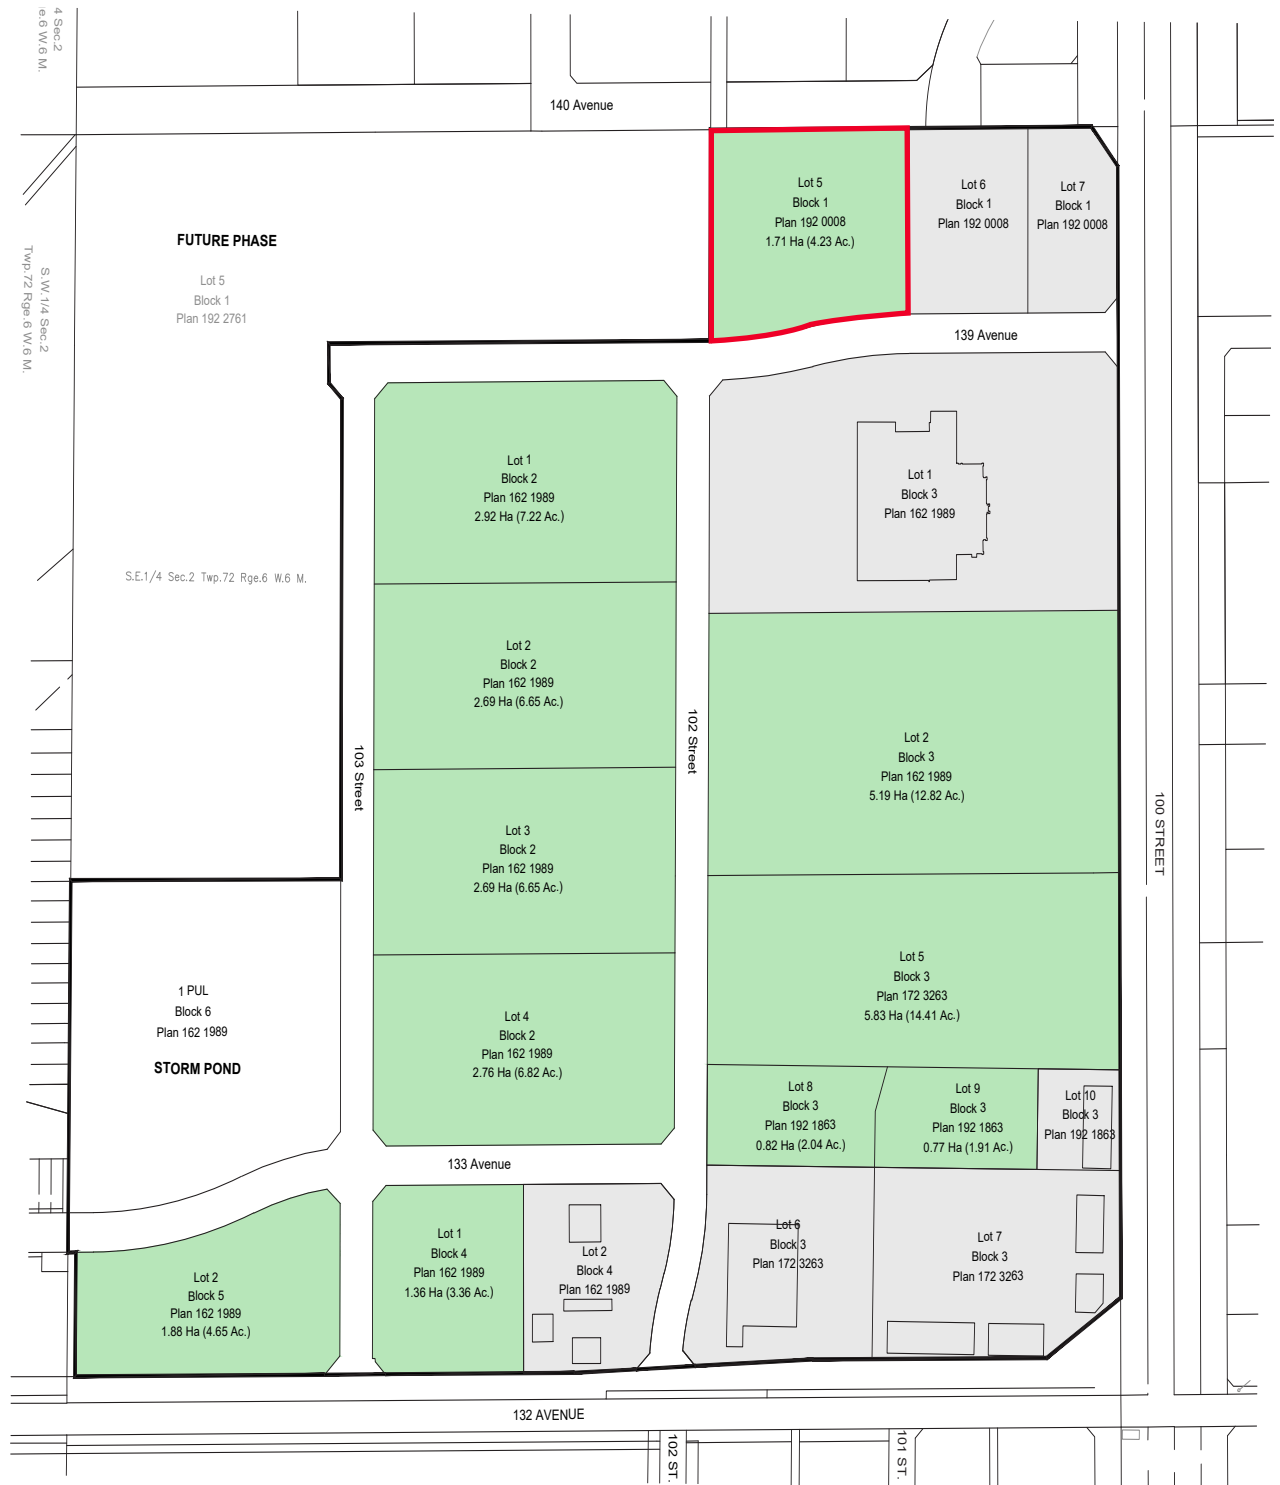 4 Sec.2
e.6 W.6 M.
140 Avenue
FUTURE PHASE
Lot 5
Block 1
Plan 192 2761
S.W.1/4 Sec.2
Twp.72 Rge.6 W.6 M.
Lot 5
Block 1
Plan 192 0008
1.71 Ha (4.23 Ac.)
Lot 6
Block 1
Plan 192 0008
Lot 7
Block 1
Plan 192 0008
139 Avenue
Lot 1
Block 2
Plan 162 1989
2.92 Ha (7.22 Ac.)
Lot 1
Block 3
Plan 162 1989
S.E.1/4 Sec.2 Twp.72 Rge.6 W.6 M.
Lot 2
Block 2
Plan 162 1989
2.69 Ha (6.65 Ac.)
103 Street
102 Street
Lot 2
Block 3
Plan 162 1989
5.19 Ha (12.82 Ac.)
100 STREET
Lot 3
Block 2
Plan 162 1989
2.69 Ha (6.65 Ac.)
1 PUL
Block 6
Plan 162 1989
STORM POND
Lot 4
Block 2
Plan 162 1989
2.76 Ha (6.82 Ac.)
Lot 5
Block 3
Plan 172 3263
5.83 Ha (14.41 Ac.)
Lot 8
Block 3
Plan 192 1863
0.82 Ha (2.04 Ac.)
Lot 9
Block 3
Plan 192 1863
0.77 Ha (1.91 Ac.)
Lot 10
Block 3
Plan 192 1863
133 Avenue
Lot 2
Block 5
Plan 162 1989
1.88 Ha (4.65 Ac.)
Lot 1
Block 4
Plan 162 1989
1.36 Ha (3.36 Ac.)
Lot 2
Block 4
Plan 162 1989
Lot 6
Block 3
Plan 172 3263
Lot 7
Block 3
Plan 172 3263
132 AVENUE
102 ST.
101 ST.